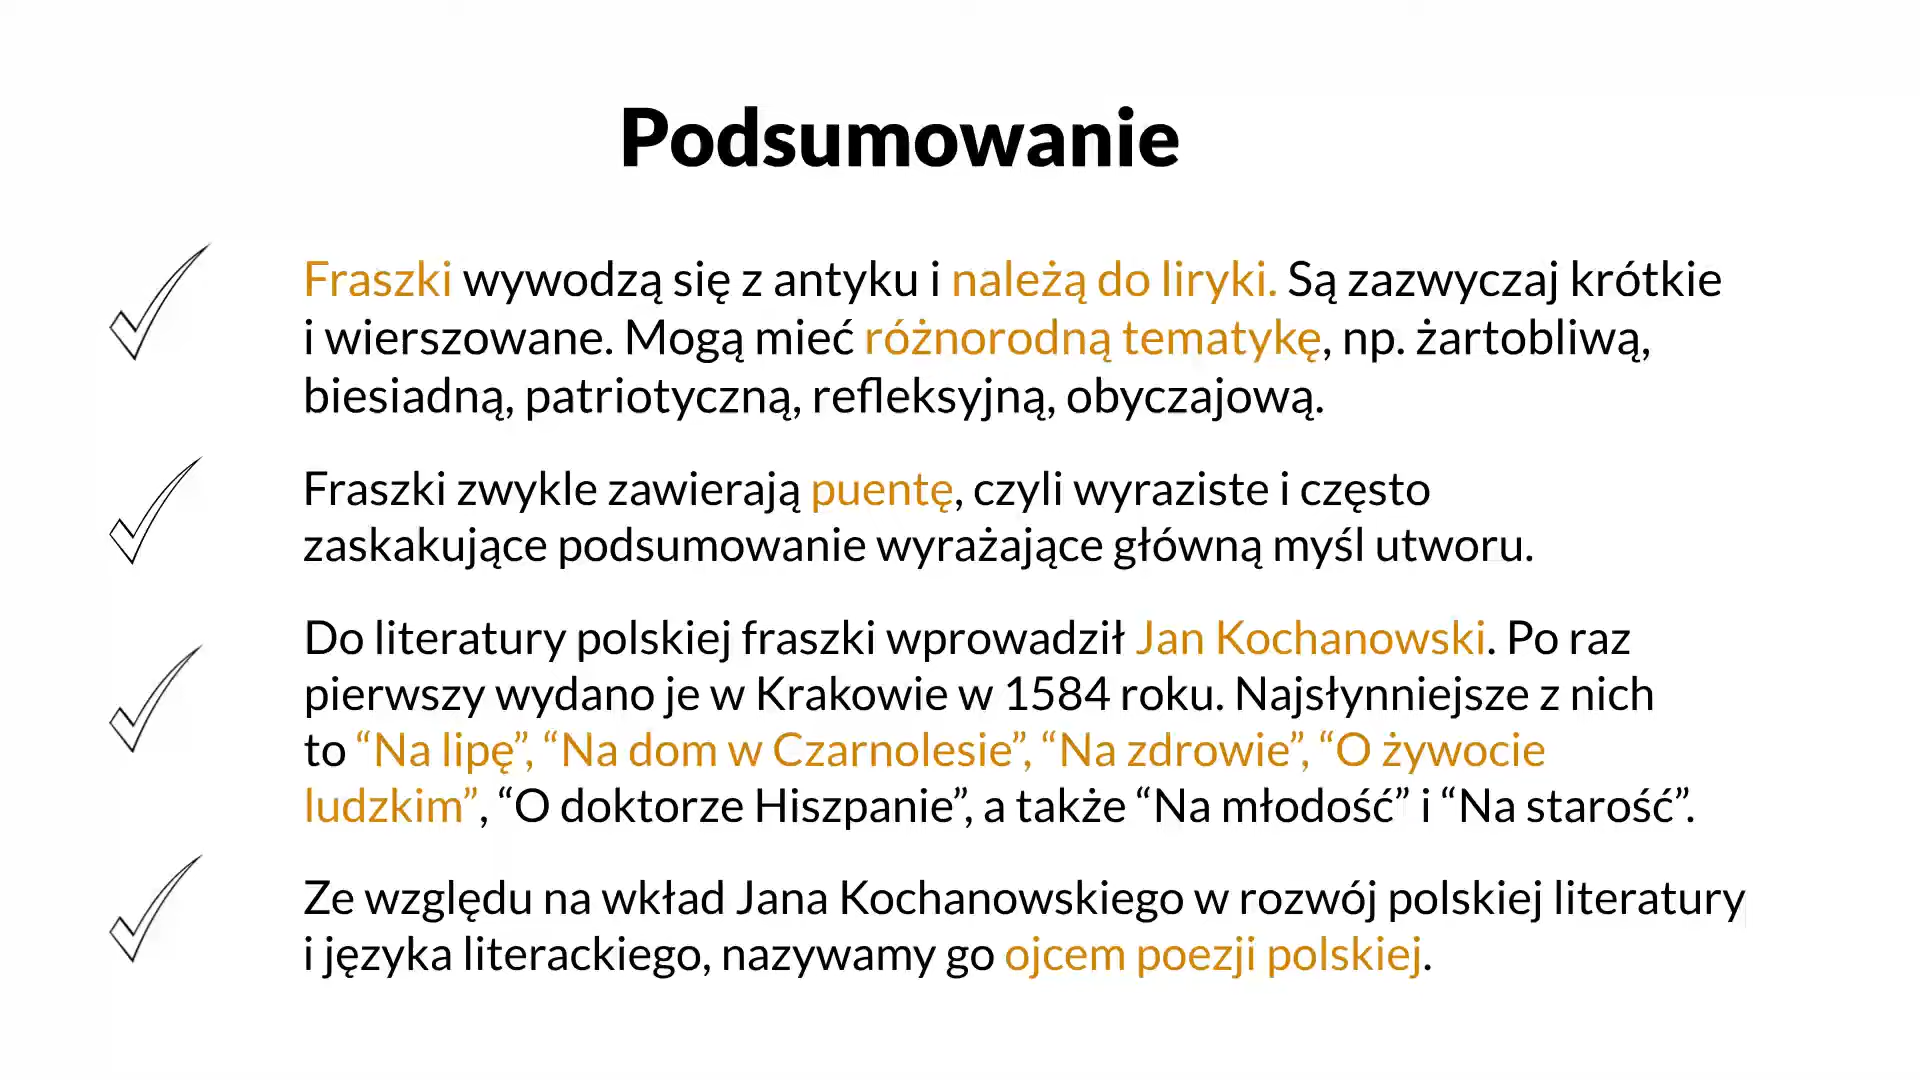 Podsumowanie
Fraszki wywodzą się z antyku i należą do liryki. Są zazwyczaj krótkie
i wierszowane. Mogą mieć różnorodną tematykę, np. żartobliwą,
biesiadną, patriotyczną, refleksyjną, obyczajową.
Fraszki zwykle zawierają puentę, czyli wyraziste i często
zaskakujące podsumowanie wyrażające główną myśl utworu.
Do literatury polskiej fraszki wprowadził Jan Kochanowski. Po raz
pierwszy wydano je w Krakowie w 1584 roku. Najsłynniejsze z nich
to “Na lipę”, “Na dom w Czarnolesie”, “Na zdrowie”, “O żywocie
ludzkim”, “O doktorze Hiszpanie”, a także “Na młodość” i “Na starość”.
Ze względu na wkład Jana Kochanowskiego w rozwój polskiej literatury
i języka literackiego, nazywamy go ojcem poezji polskiej.